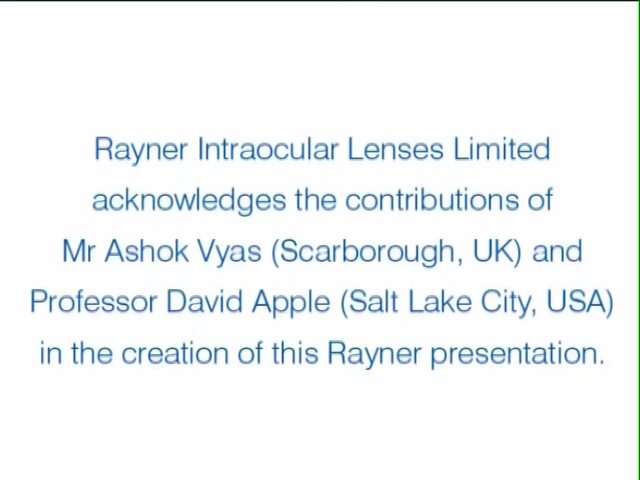 Rayner Intraocular Lenses Limited
acknowledges the contributions of
Mr Ashok Vyas (Scarborough, UK) and
Professor David Apple (Salt Lake City, USA)
in the creation of this Rayner presentation.